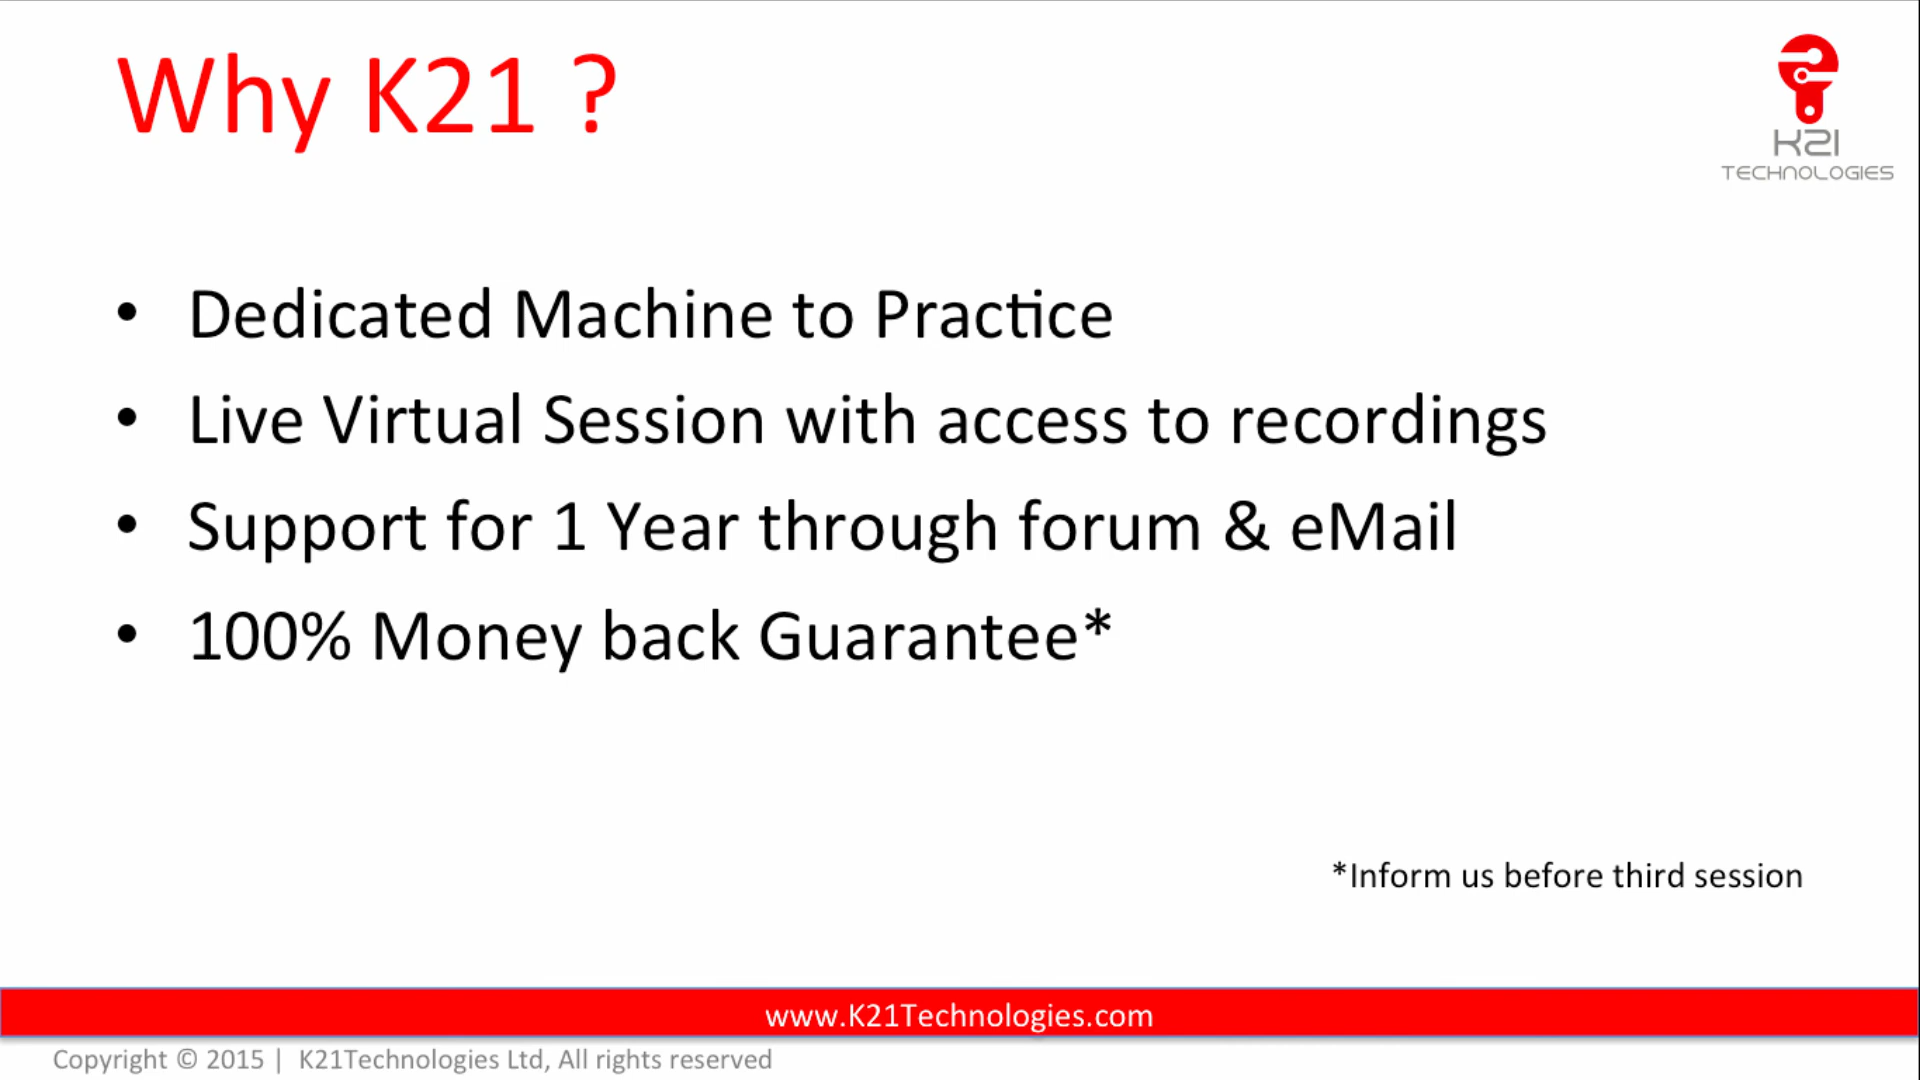 Why K21 ?
K21
TECHNOLOGIES
• Dedicated Machine to Practice
• Live Virtual Session with access to recordings
• Support for 1 Year through forum & eMail
• 100% Money back Guarantee*
*Inform us before third session
www.K21Technologies.com
Copyright © 2015 | K21Technologies Ltd, All rights reserved